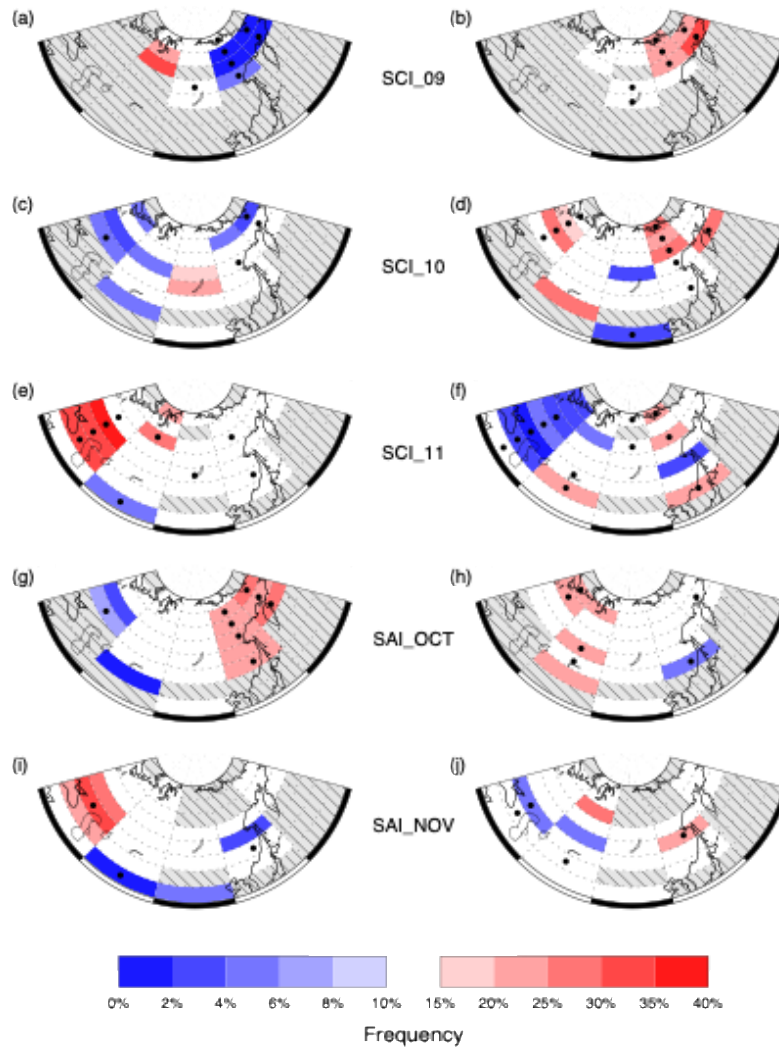 (a)
(b)
SCI_09
(c)
(d)
SCI_10
(e)
(f)
SCI_11
(g)
(h)
SAI_OCT
(i)
(j)
SAI_NOV
0% 2% 4% 6% 8% 10% 15% 20% 25% 30% 35% 40%
Frequency